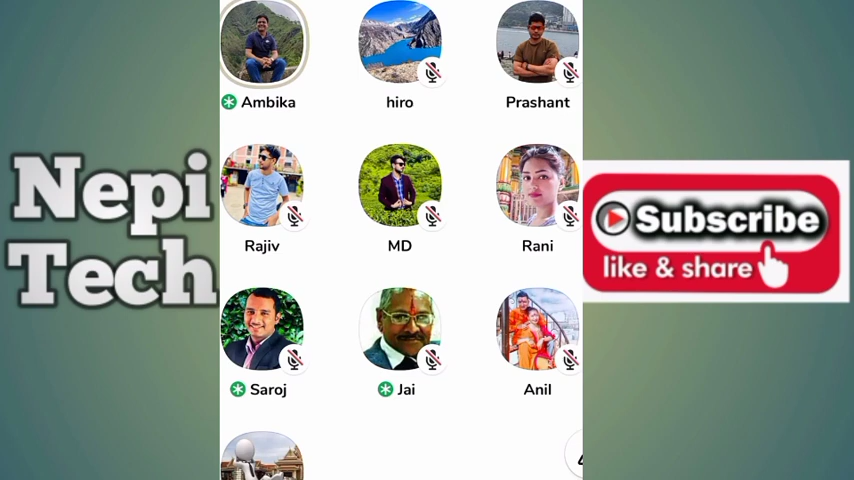 Nepi
Tech
Ambika
hiro
Prashant
Rajiv
MD
Rani
Saroj
Jai
Anil
Subscribe
like & share